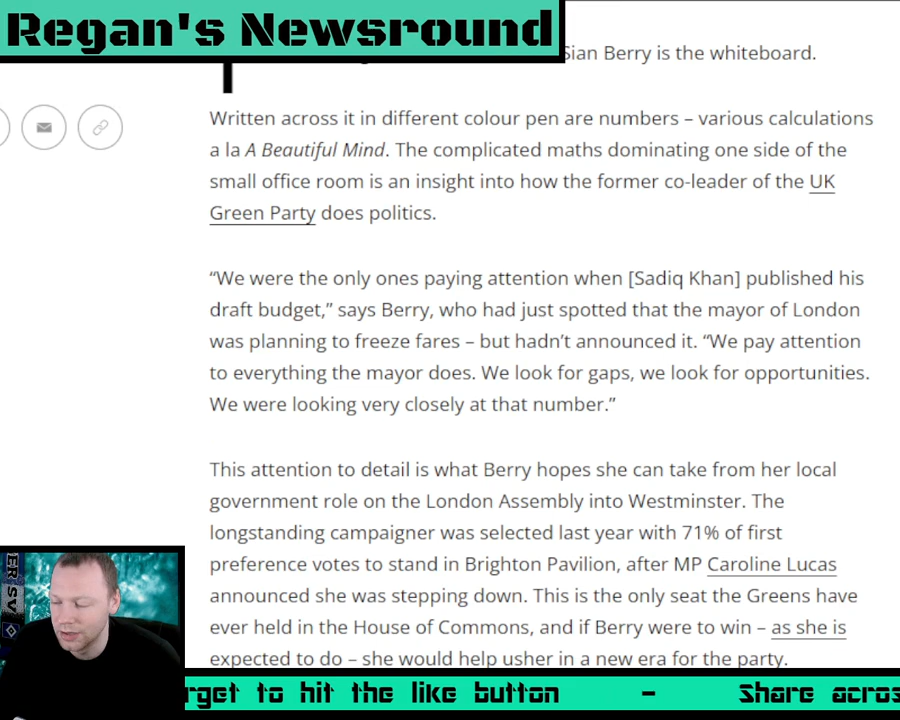 Regan's Newsround
Sian Berry is the whiteboard.
Written across it in different colour pen are numbers – various calculations
a la A Beautiful Mind. The complicated maths dominating one side of the
small office room is an insight into how the former co-leader of the UK
Green Party does politics.
“We were the only ones paying attention when [Sadiq Khan] published his
draft budget,” says Berry, who had just spotted that the mayor of London
was planning to freeze fares – but hadn’t announced it. “We pay attention
to everything the mayor does. We look for gaps, we look for opportunities.
We were looking very closely at that number.”
This attention to detail is what Berry hopes she can take from her local
government role on the London Assembly into Westminster. The
longstanding campaigner was selected last year with 71% of first
preference votes to stand in Brighton Pavilion, after MP Caroline Lucas
announced she was stepping down. This is the only seat the Greens have
ever held in the House of Commons, and if Berry were to win – as she is
expected to do – she would help usher in a new era for the party.
ER SV
rget to hit the like button – Share acros